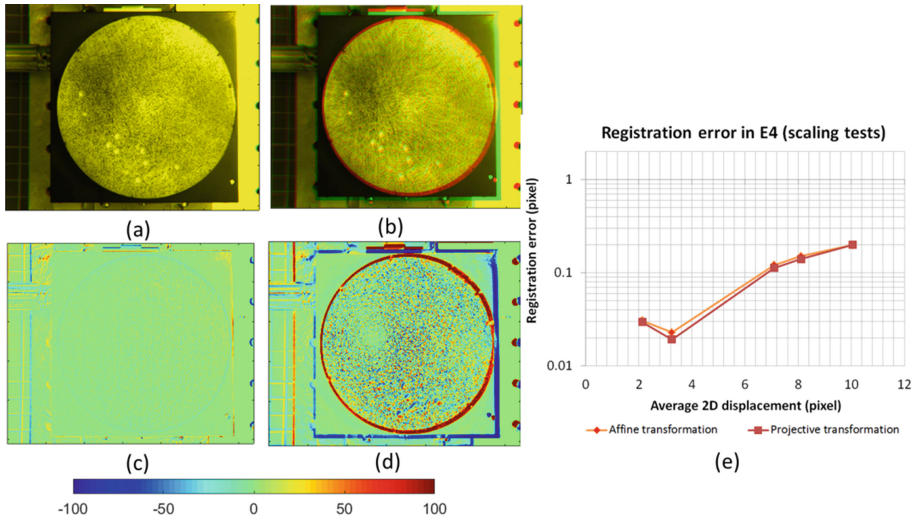 (a)
(b)
(c)
(d)
-100
-50
0
50
100
Registration error in E4 (scaling tests)
Registration error (pixel)
1
0.1
0.01
0
2
4
6
8
10
12
Average 2D displacement (pixel)
Affine transformation
Projective transformation
(e)